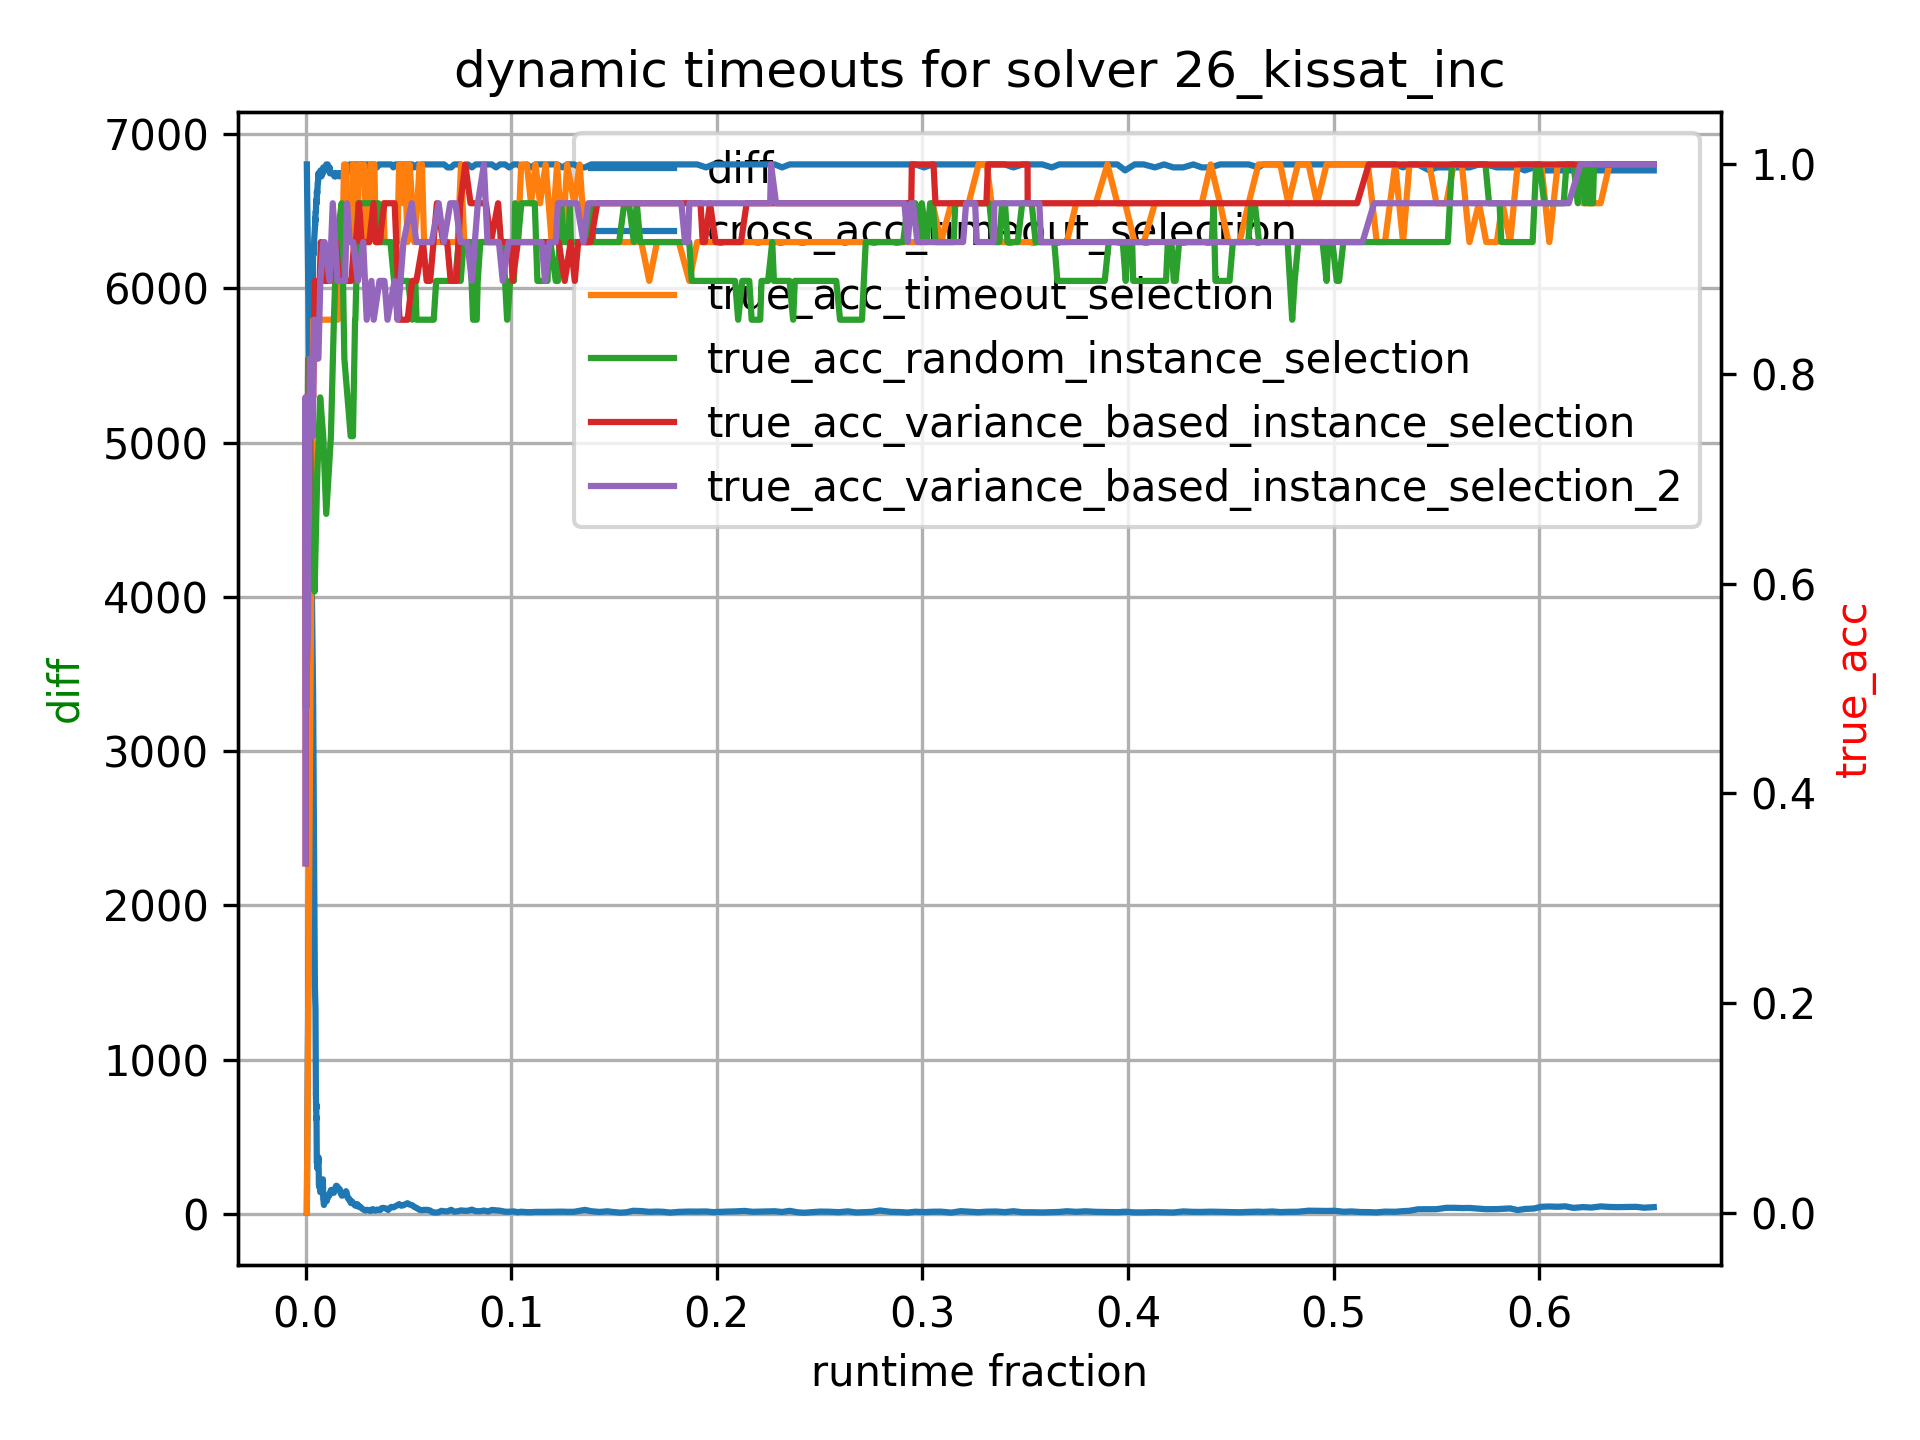 dynamic timeouts for solver 26_kissat_inc
7000
6000
5000
4000
3000
2000
1000
0
diff
diff
cross_acc_timeout_selection
true_acc_timeout_selection
true_acc_random_instance_selection
true_acc_variance_based_instance_selection
true_acc_variance_based_instance_selection_2
1.0
0.8
0.6
0.4
0.2
0.0
true_acc
0.0 0.1 0.2 0.3 0.4 0.5 0.6
runtime fraction